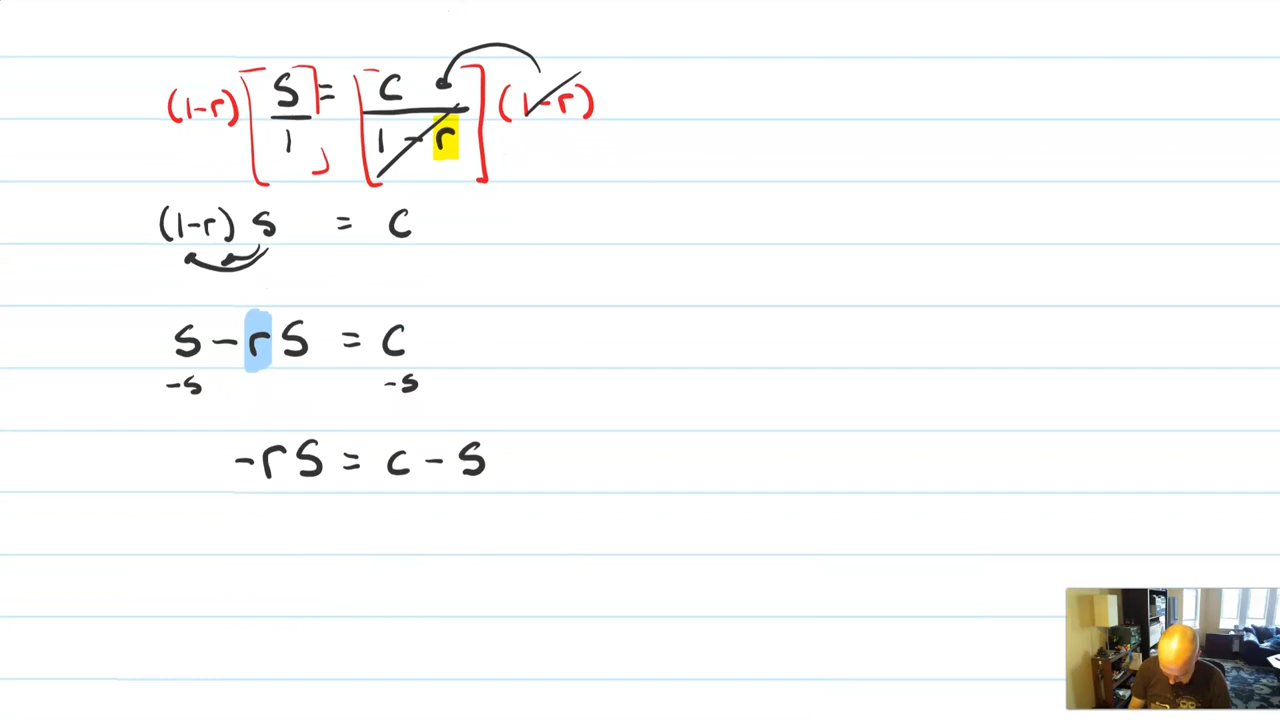 (1-r) [S/1] = [C/(1-r)] (1-r)
(1-r) S = C
S - rS = C
-S -S
-rS = C - S